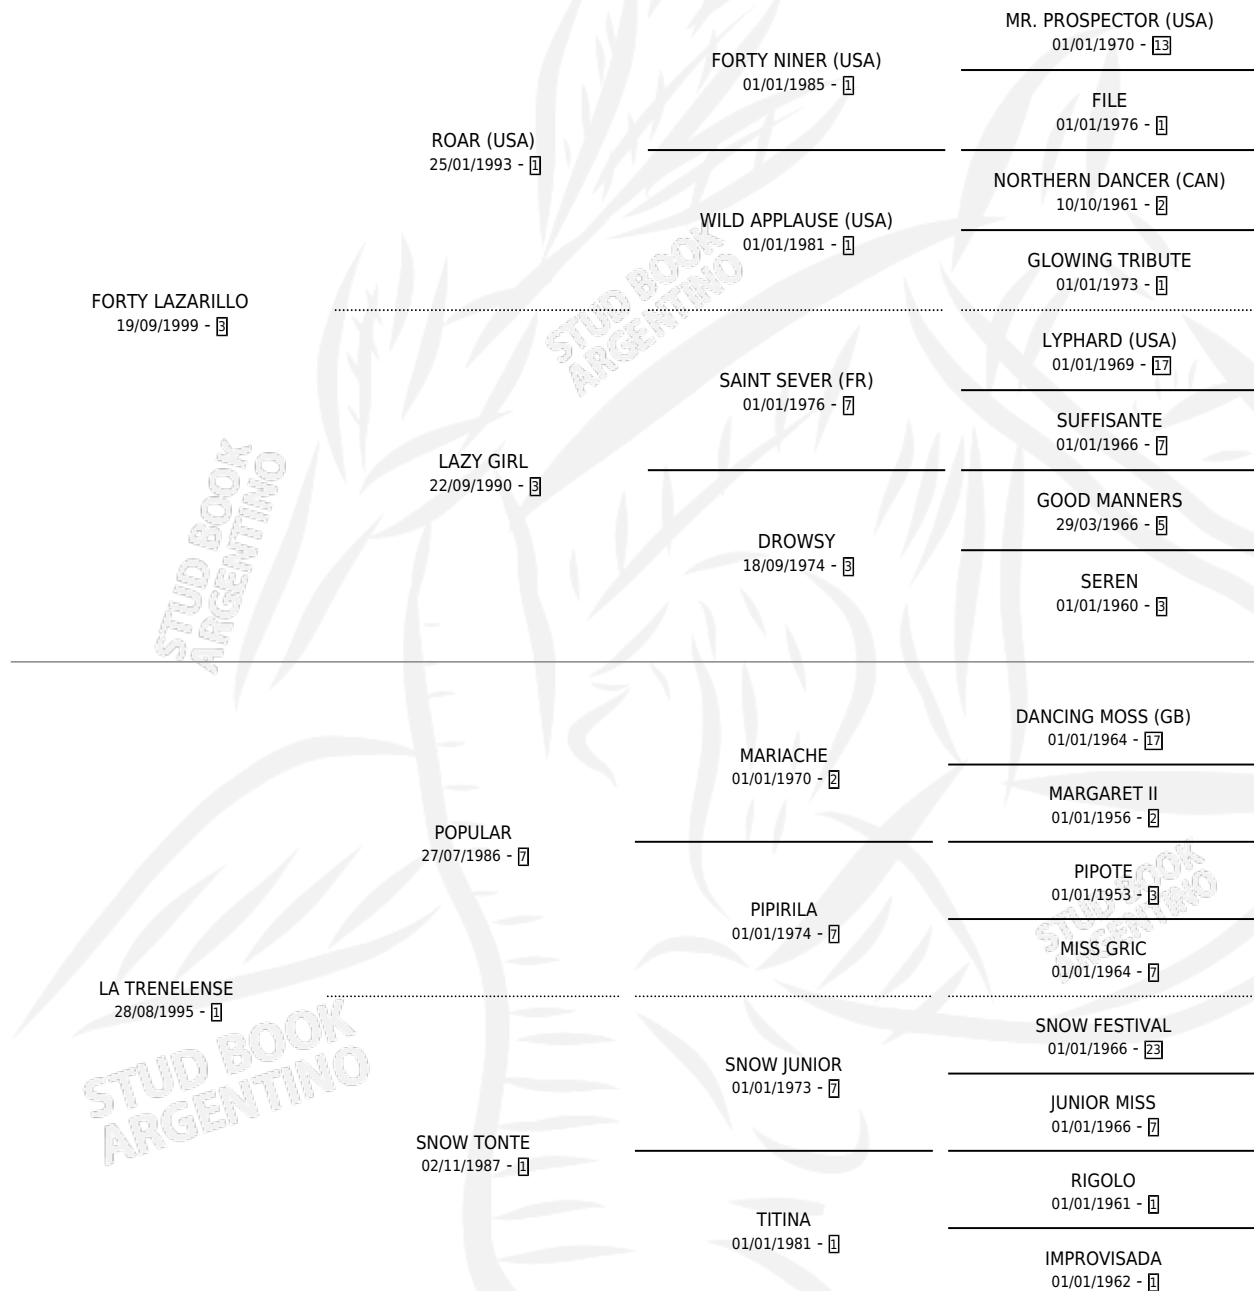 MR. PROSPECTOR (USA)
01/01/1970 - 13
FORTY NINER (USA)
01/01/1985 - 1
FILE
01/01/1976 - 1
ROAR (USA)
25/01/1993 - 1
NORTHERN DANCER (CAN)
10/10/1961 - 2
WILD APPLAUSE (USA)
01/01/1981 - 1
GLOWING TRIBUTE
01/01/1973 - 1
FORTY LAZARILLO
19/09/1999 - 3
LYPHARD (USA)
01/01/1969 - 17
SAINT SEVER (FR)
01/01/1976 - 7
SUFFISANTE
01/01/1966 - 7
LAZY GIRL
22/09/1990 - 3
GOOD MANNERS
29/03/1966 - 5
DROWSY
18/09/1974 - 3
SEREN
01/01/1960 - 3
DANCING MOSS (GB)
01/01/1964 - 17
MARIACHE
01/01/1970 - 2
MARGARET II
01/01/1956 - 2
POPULAR
27/07/1986 - 7
PIPOTE
01/01/1953 - 3
PIPIRILA
01/01/1974 - 7
MISS GRIC
01/01/1964 - 7
LA TRENELENSE
28/08/1995 - 1
SNOW FESTIVAL
01/01/1966 - 23
SNOW JUNIOR
01/01/1973 - 7
JUNIOR MISS
01/01/1966 - 7
SNOW TONTE
02/11/1987 - 1
RIGOLO
01/01/1961 - 1
TITINA
01/01/1981 - 1
IMPROVISADA
01/01/1962 - 1
STUD BOOK
ARGENTINO
STUD BOOK
ARGENTINO
STUD BOOK
ARGENTINO
STUD BOOK
ARGENTINO